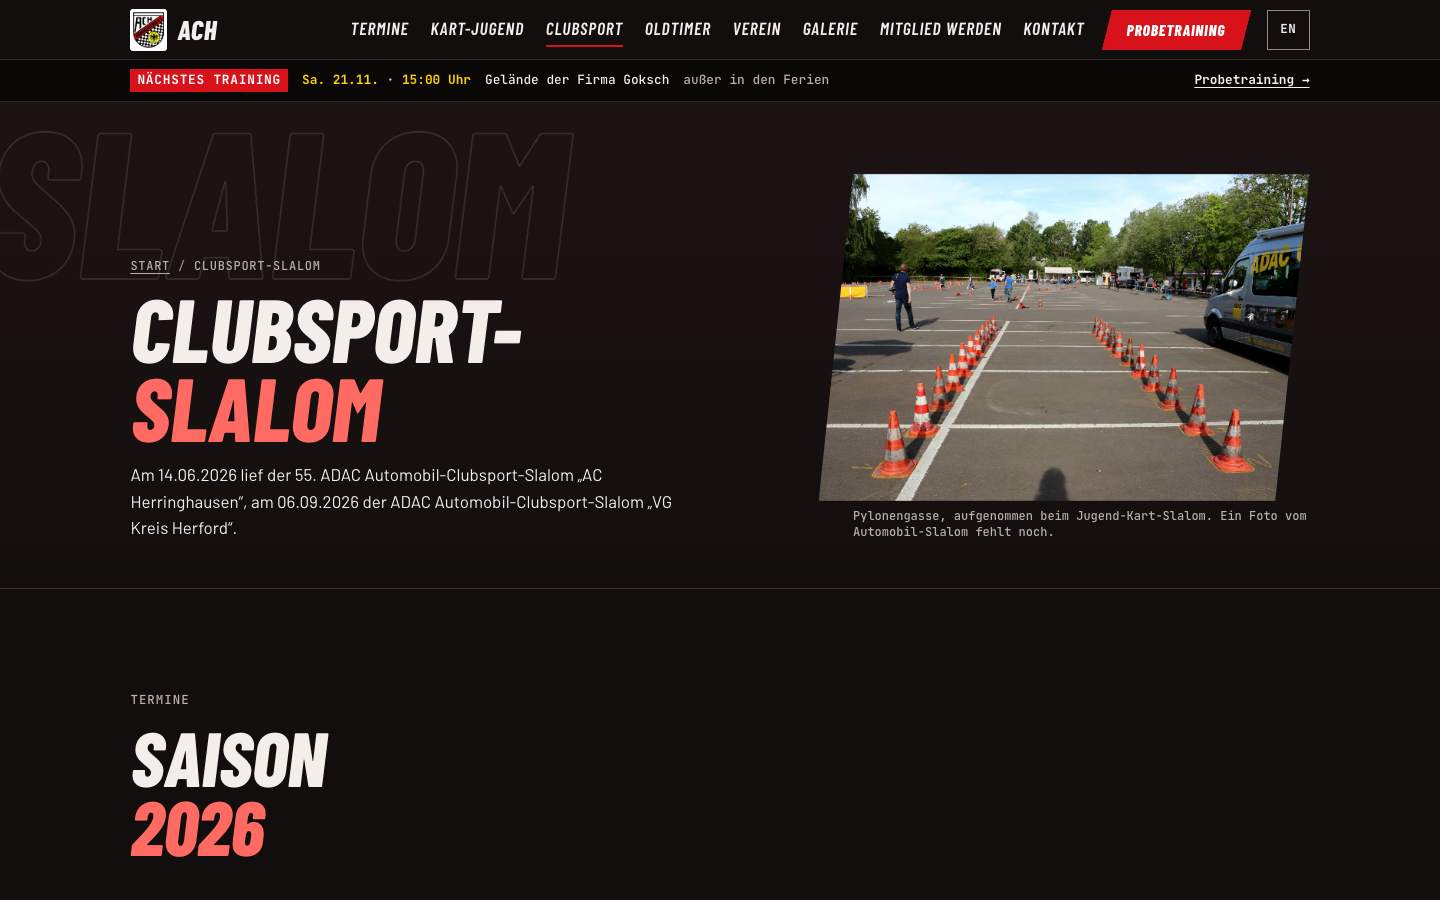 ACH
ACH
TERMINE
KART-JUGEND
CLUBSPORT
OLDTIMER
VEREIN
GALERIE
MITGLIED WERDEN
KONTAKT
PROBETRAINING
EN
NÄCHSTES TRAINING
Sa. 21.11. · 15:00 Uhr
Gelände der Firma Goksch
außer in den Ferien
Probetraining →
SLALOM
START / CLUBSPORT-SLALOM
CLUBSPORT-
SLALOM
Am 14.06.2026 lief der 55. ADAC Automobil-Clubsport-Slalom „AC
Herringhausen“, am 06.09.2026 der ADAC Automobil-Clubsport-Slalom „VG
Kreis Herford“.
ADAC
Pylonengasse, aufgenommen beim Jugend-Kart-Slalom. Ein Foto vom
Automobil-Slalom fehlt noch.
TERMINE
SAISON
2026